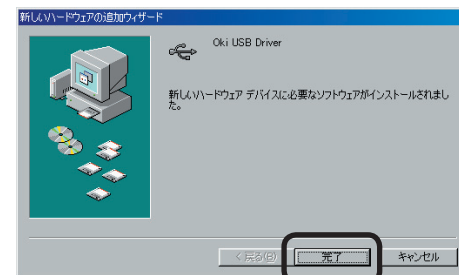 新しいハードウェアの追加ウィザード
Oki USB Driver
新しいハードウェア デバイスに必要なソフトウェアがインストールされまし
た。
< 戻る(B)
完了
キャンセル